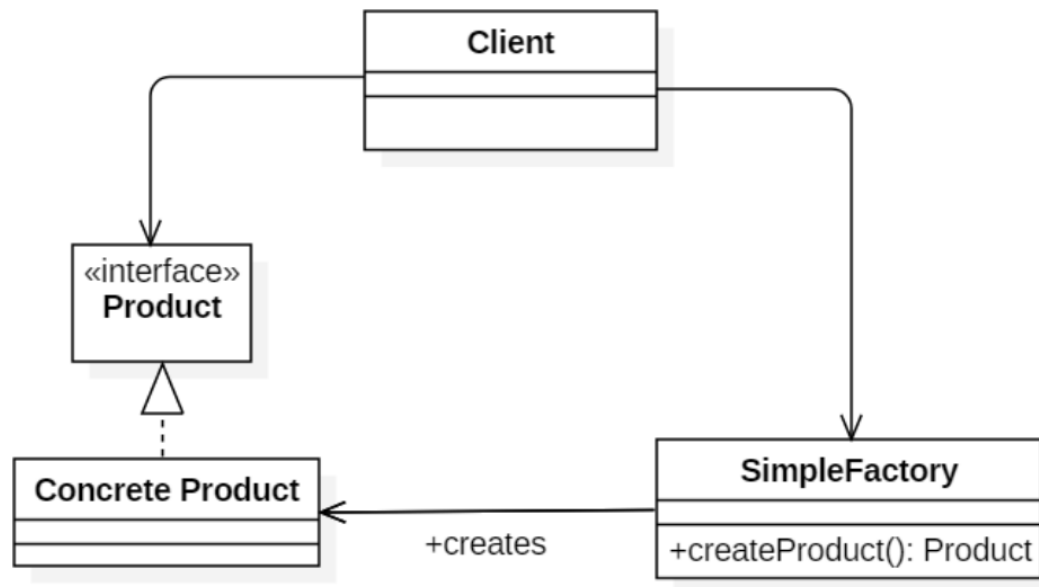 Client
«interface»
Product
Concrete Product
SimpleFactory
+creates
+createProduct(): Product